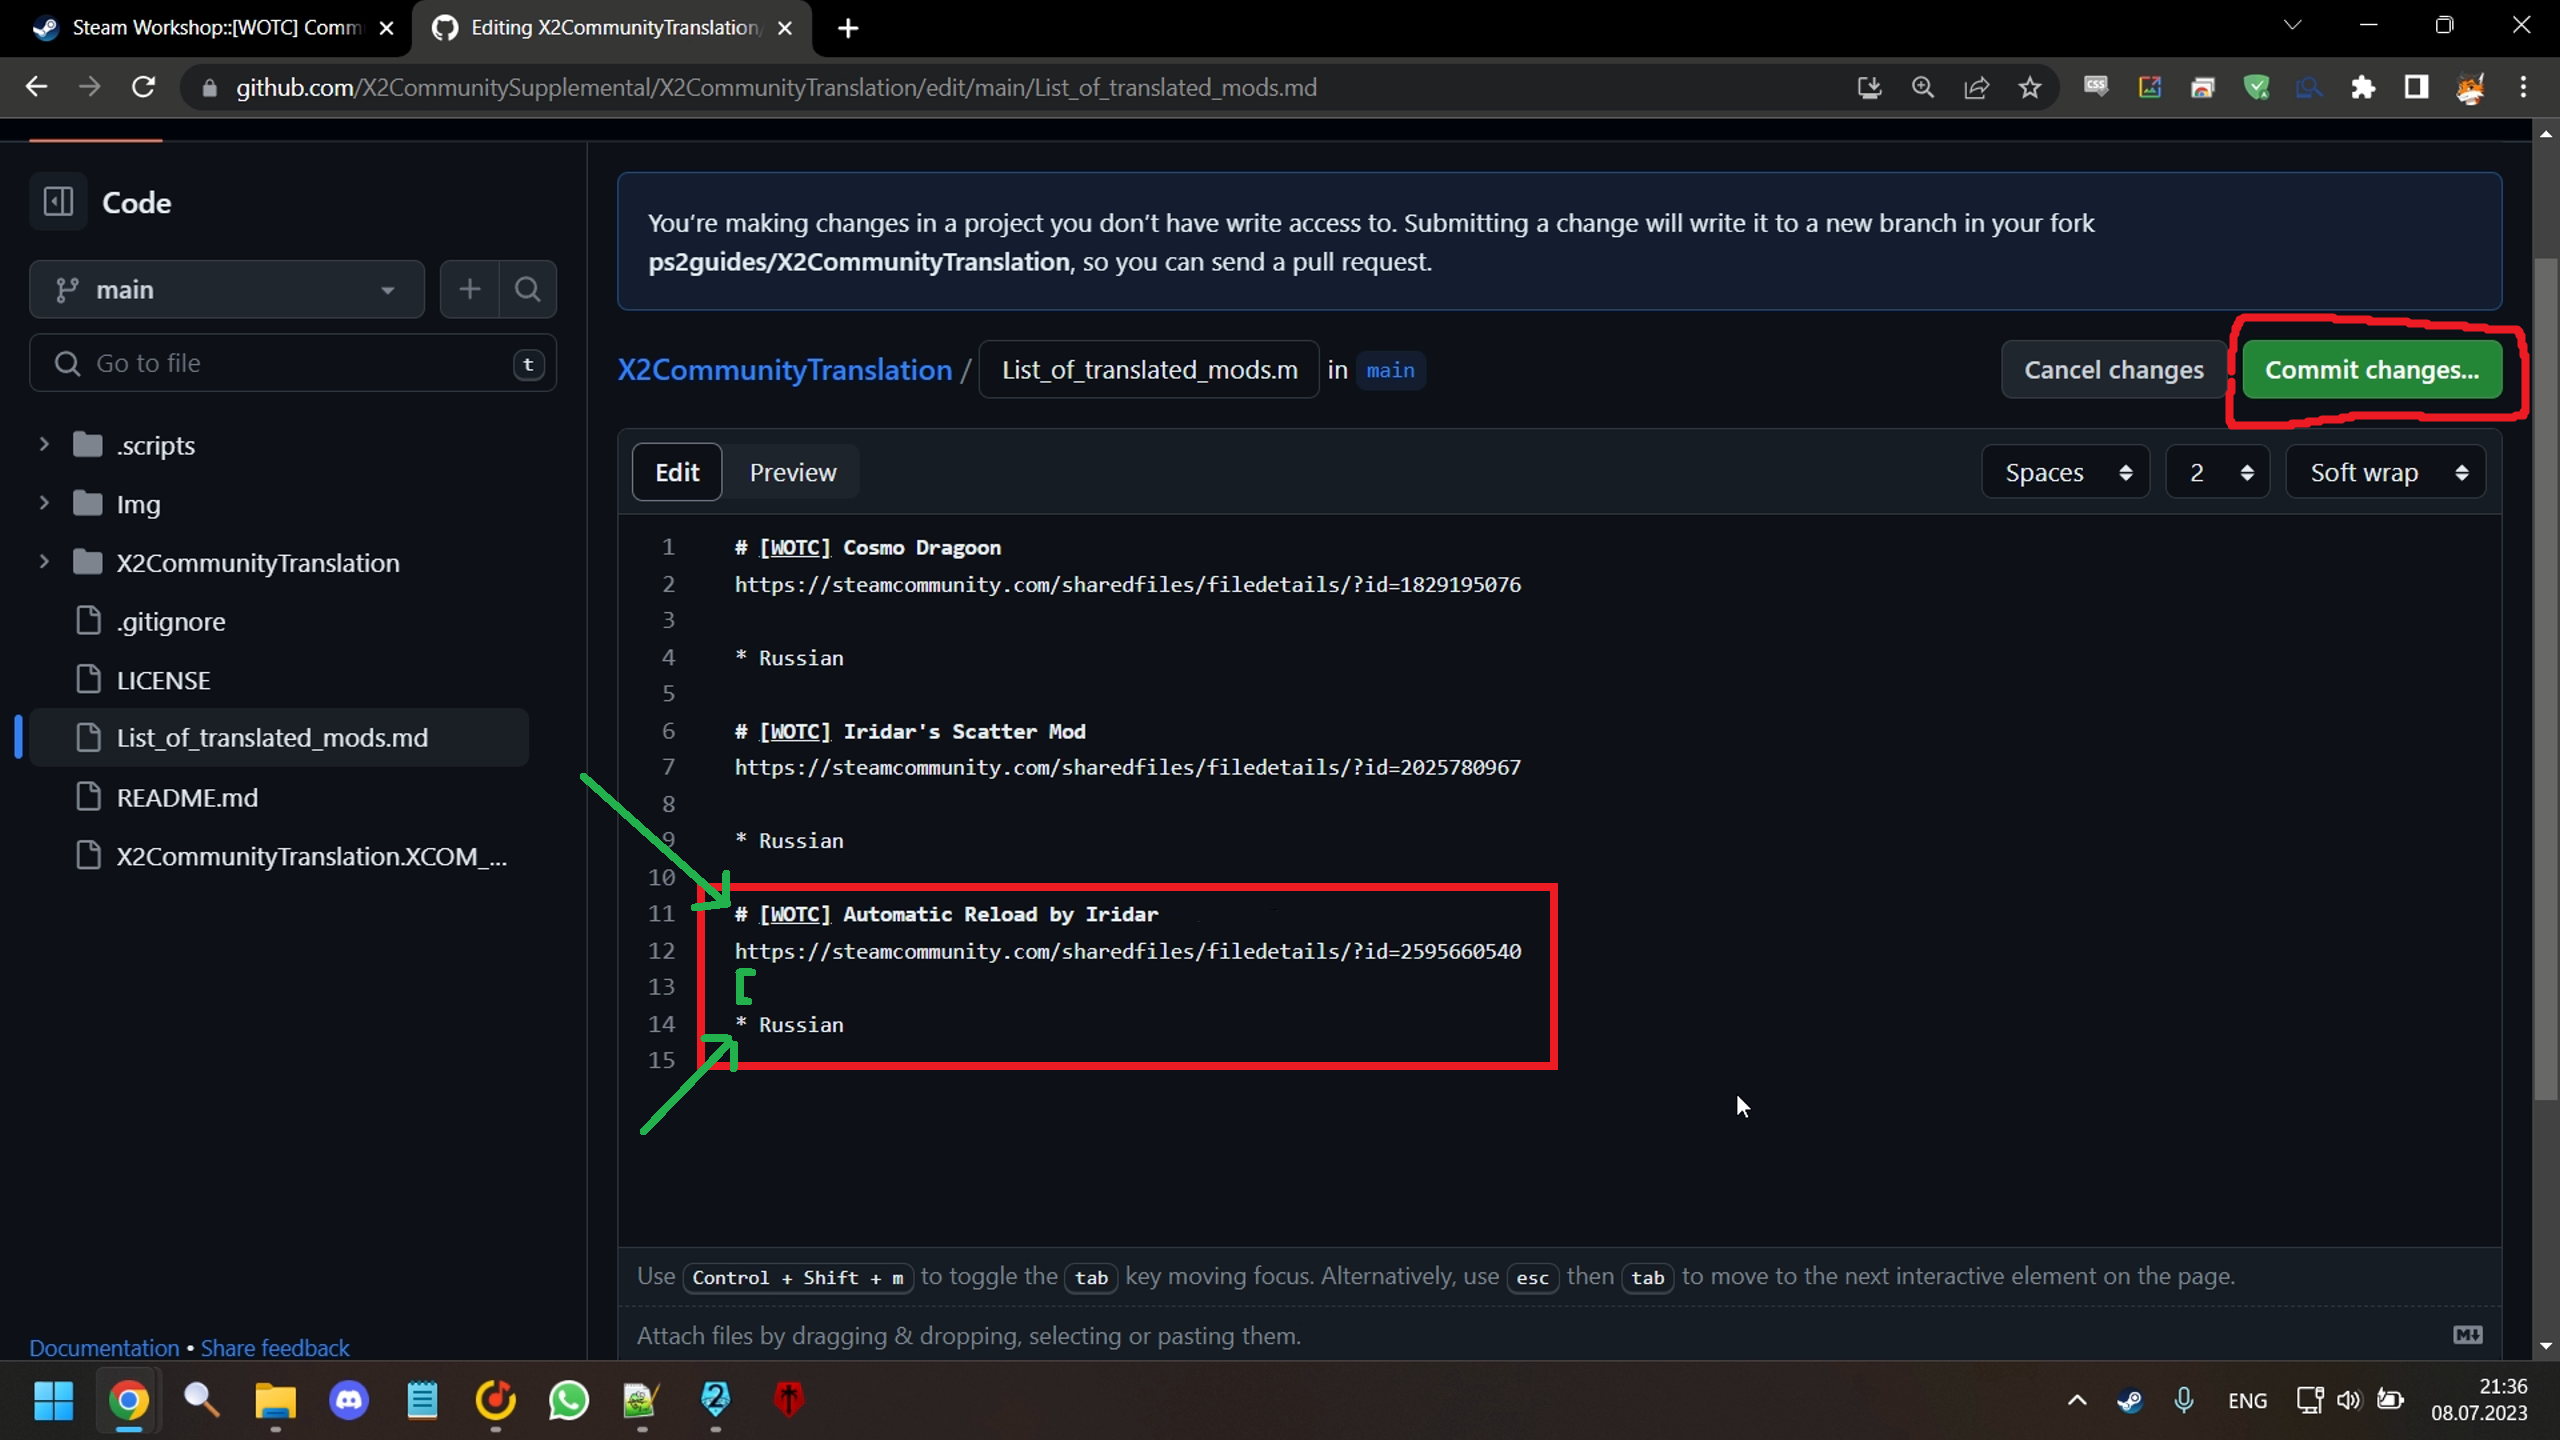 Steam Workshop::[WOTC] Comm
Editing X2CommunityTranslation/
github.com/X2CommunitySupplemental/X2CommunityTranslation/edit/main/List_of_translated_mods.md
CSS
Code
You're making changes in a project you don't have write access to. Submitting a change will write it to a new branch in your fork
ps2guides/X2CommunityTranslation, so you can send a pull request.
main
Go to file
t
X2CommunityTranslation / List_of_translated_mods.m in main
Cancel changes
Commit changes...
.scripts
Img
X2CommunityTranslation
.gitignore
LICENSE
List_of_translated_mods.md
README.md
X2CommunityTranslation.XCOM_...
Edit
Preview
Spaces
2
Soft wrap
1 # [WOTC] Cosmo Dragoon
2 https://steamcommunity.com/sharedfiles/filedetails/?id=1829195076
3
4 * Russian
5
6 # [WOTC] Iridar's Scatter Mod
7 https://steamcommunity.com/sharedfiles/filedetails/?id=2025780967
8
9 * Russian
10
11 # [WOTC] Automatic Reload by Iridar
12 https://steamcommunity.com/sharedfiles/filedetails/?id=2595660540
13
14 * Russian
15
Use Control + Shift + m to toggle the tab key moving focus. Alternatively, use esc then tab to move to the next interactive element on the page.
Attach files by dragging & dropping, selecting or pasting them.
Documentation • Share feedback
2
ENG
21:36
08.07.2023